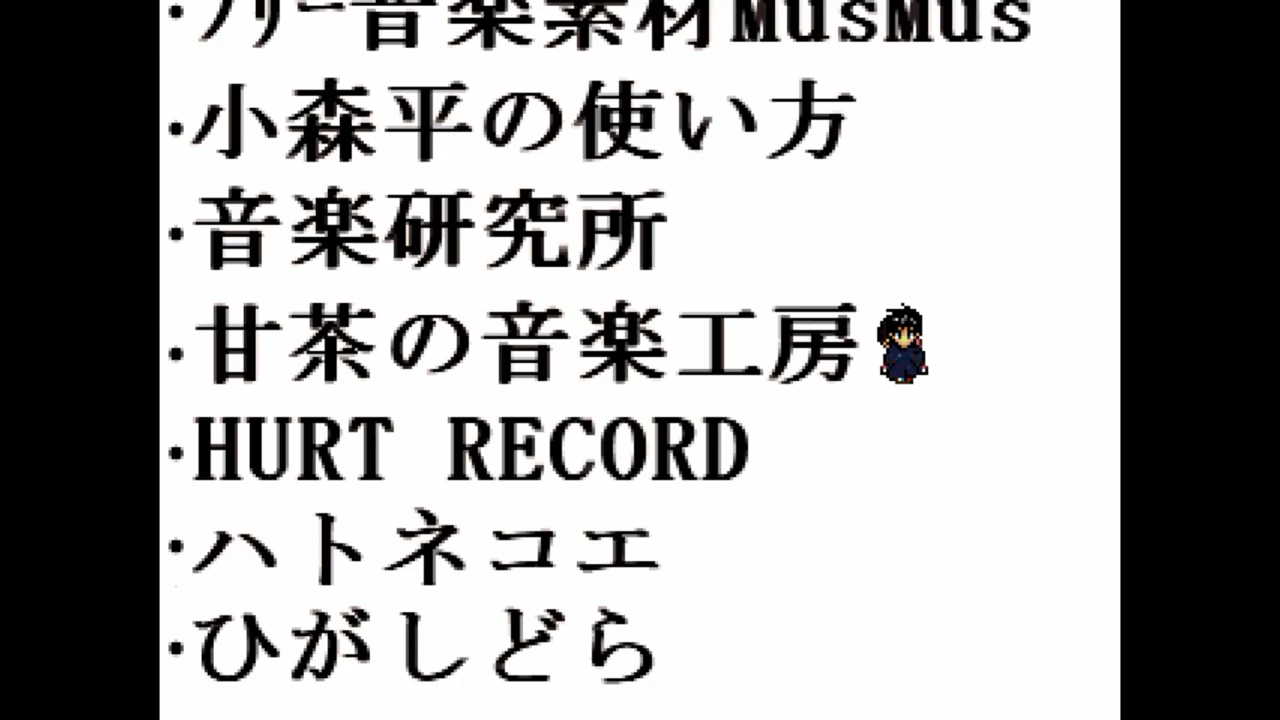 ・フリー音楽素材MusMus
・小森平の使い方
・音楽研究所
・甘茶の音楽工房
・HURT RECORD
・ハトネコエ
・ひがしどら